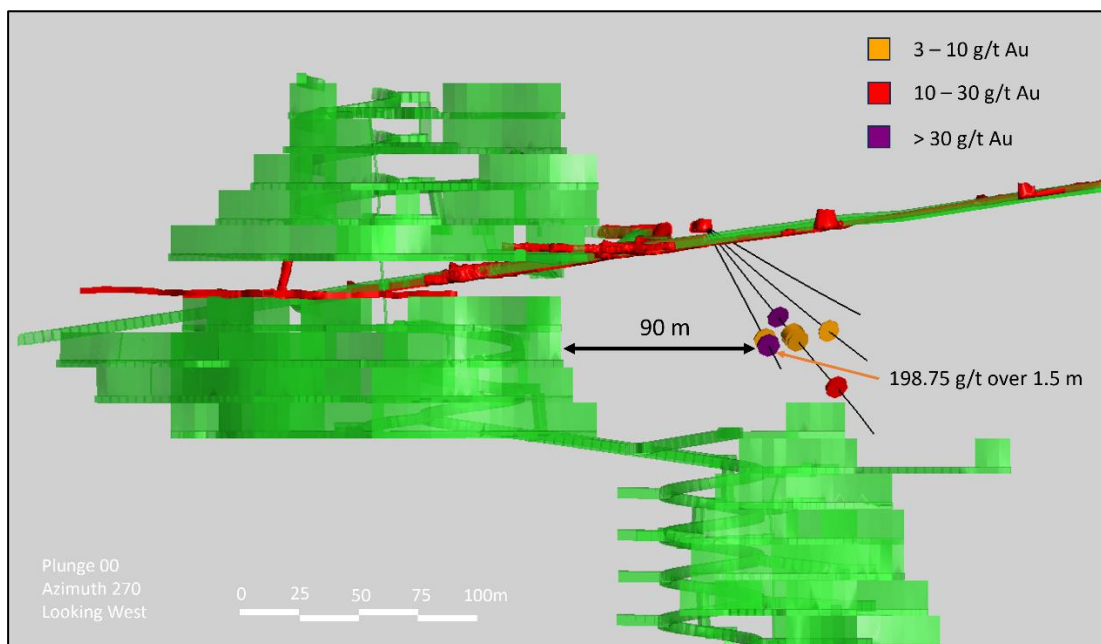 3 – 10 g/t Au
10 – 30 g/t Au
> 30 g/t Au
90 m
198.75 g/t over 1.5 m
Plunge 00
Azimuth 270
Looking West
0 25 50 75 100m